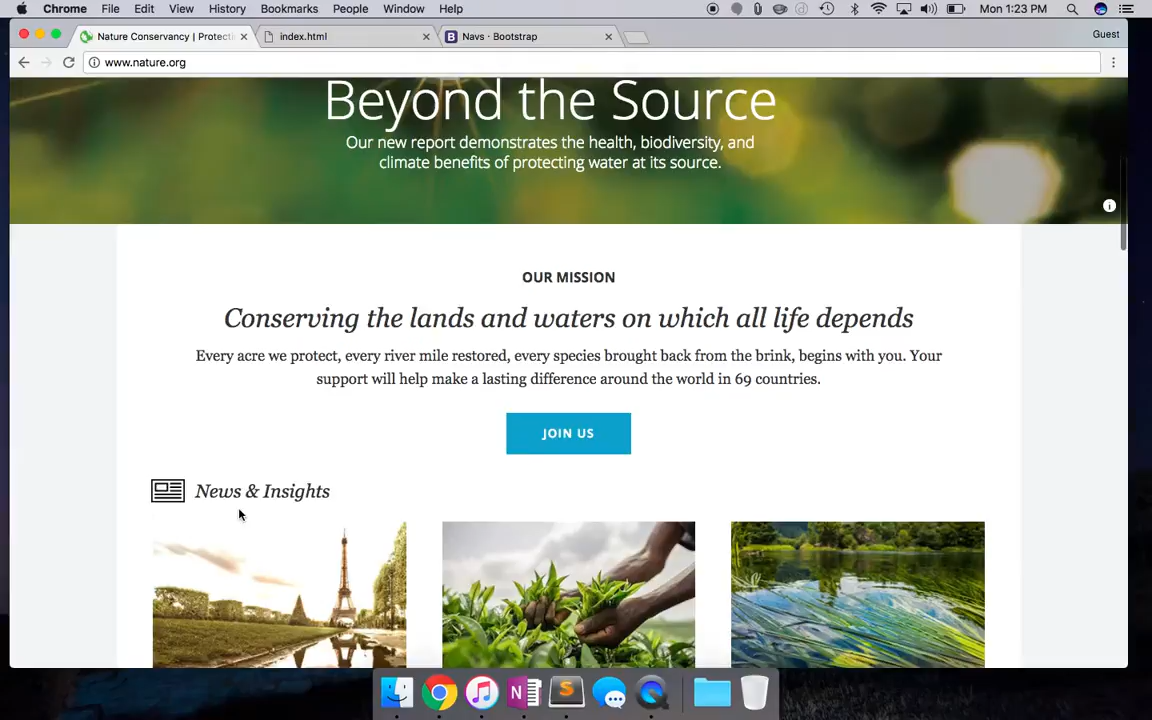 Chrome File Edit View History Bookmarks People Window Help Mon 1:23 PM
Nature Conservancy | Protecti
index.html
B Navs · Bootstrap
Guest
www.nature.org
Beyond the Source
Our new report demonstrates the health, biodiversity, and
climate benefits of protecting water at its source.
OUR MISSION
Conserving the lands and waters on which all life depends
Every acre we protect, every river mile restored, every species brought back from the brink, begins with you. Your
support will help make a lasting difference around the world in 69 countries.
JOIN US
News & Insights